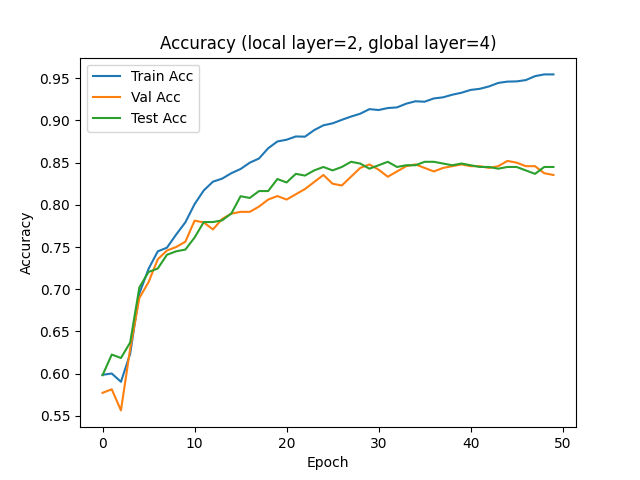 Accuracy (local layer=2, global layer=4)
Train Acc
Val Acc
Test Acc
Accuracy
0.95
0.90
0.85
0.80
0.75
0.70
0.65
0.60
0.55
0 10 20 30 40 50
Epoch